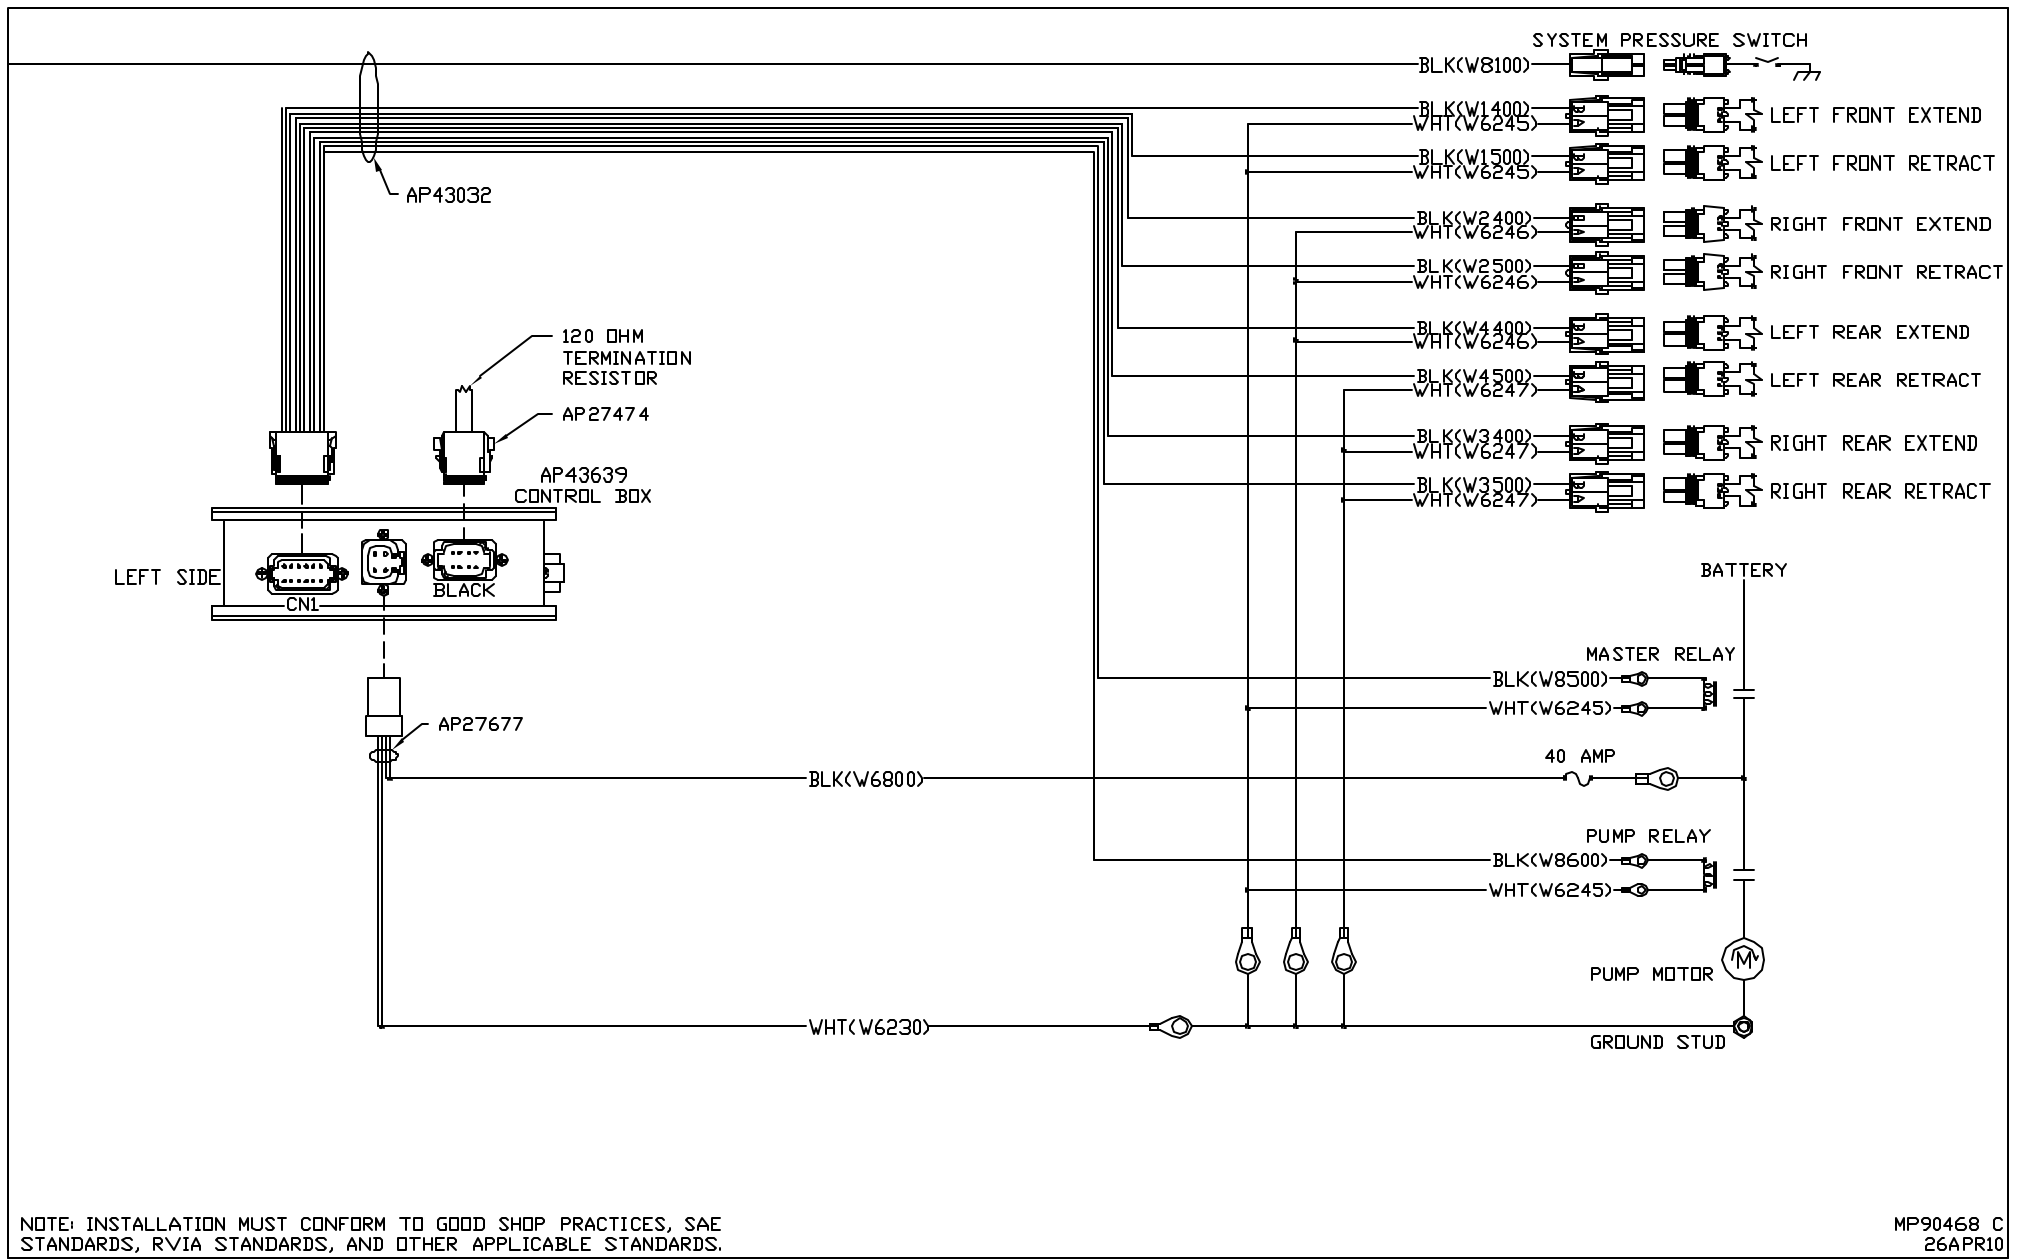 SYSTEM PRESSURE SWITCH
BLK(W8100)
BLK(W1400)
WHT(W6245)
LEFT FRONT EXTEND
BLK(W1500)
WHT(W6245)
LEFT FRONT RETRACT
AP43032
BLK(W2400)
WHT(W6246)
RIGHT FRONT EXTEND
BLK(W2500)
WHT(W6246)
RIGHT FRONT RETRACT
120 OHM
TERMINATION
RESISTOR
BLK(W4400)
WHT(W6246)
LEFT REAR EXTEND
BLK(W4500)
WHT(W6247)
LEFT REAR RETRACT
AP27474
BLK(W3400)
WHT(W6247)
RIGHT REAR EXTEND
AP43639
CONTROL BOX
BLK(W3500)
WHT(W6247)
RIGHT REAR RETRACT
LEFT SIDE
CN1
BLACK
BATTERY
MASTER RELAY
BLK(W8500)
WHT(W6245)
AP27677
40 AMP
BLK(W6800)
PUMP RELAY
BLK(W8600)
WHT(W6245)
M
PUMP MOTOR
WHT(W6230)
GROUND STUD
NOTE: INSTALLATION MUST CONFORM TO GOOD SHOP PRACTICES, SAE
STANDARDS, RVIA STANDARDS, AND OTHER APPLICABLE STANDARDS.
MP90468 C
26APR10